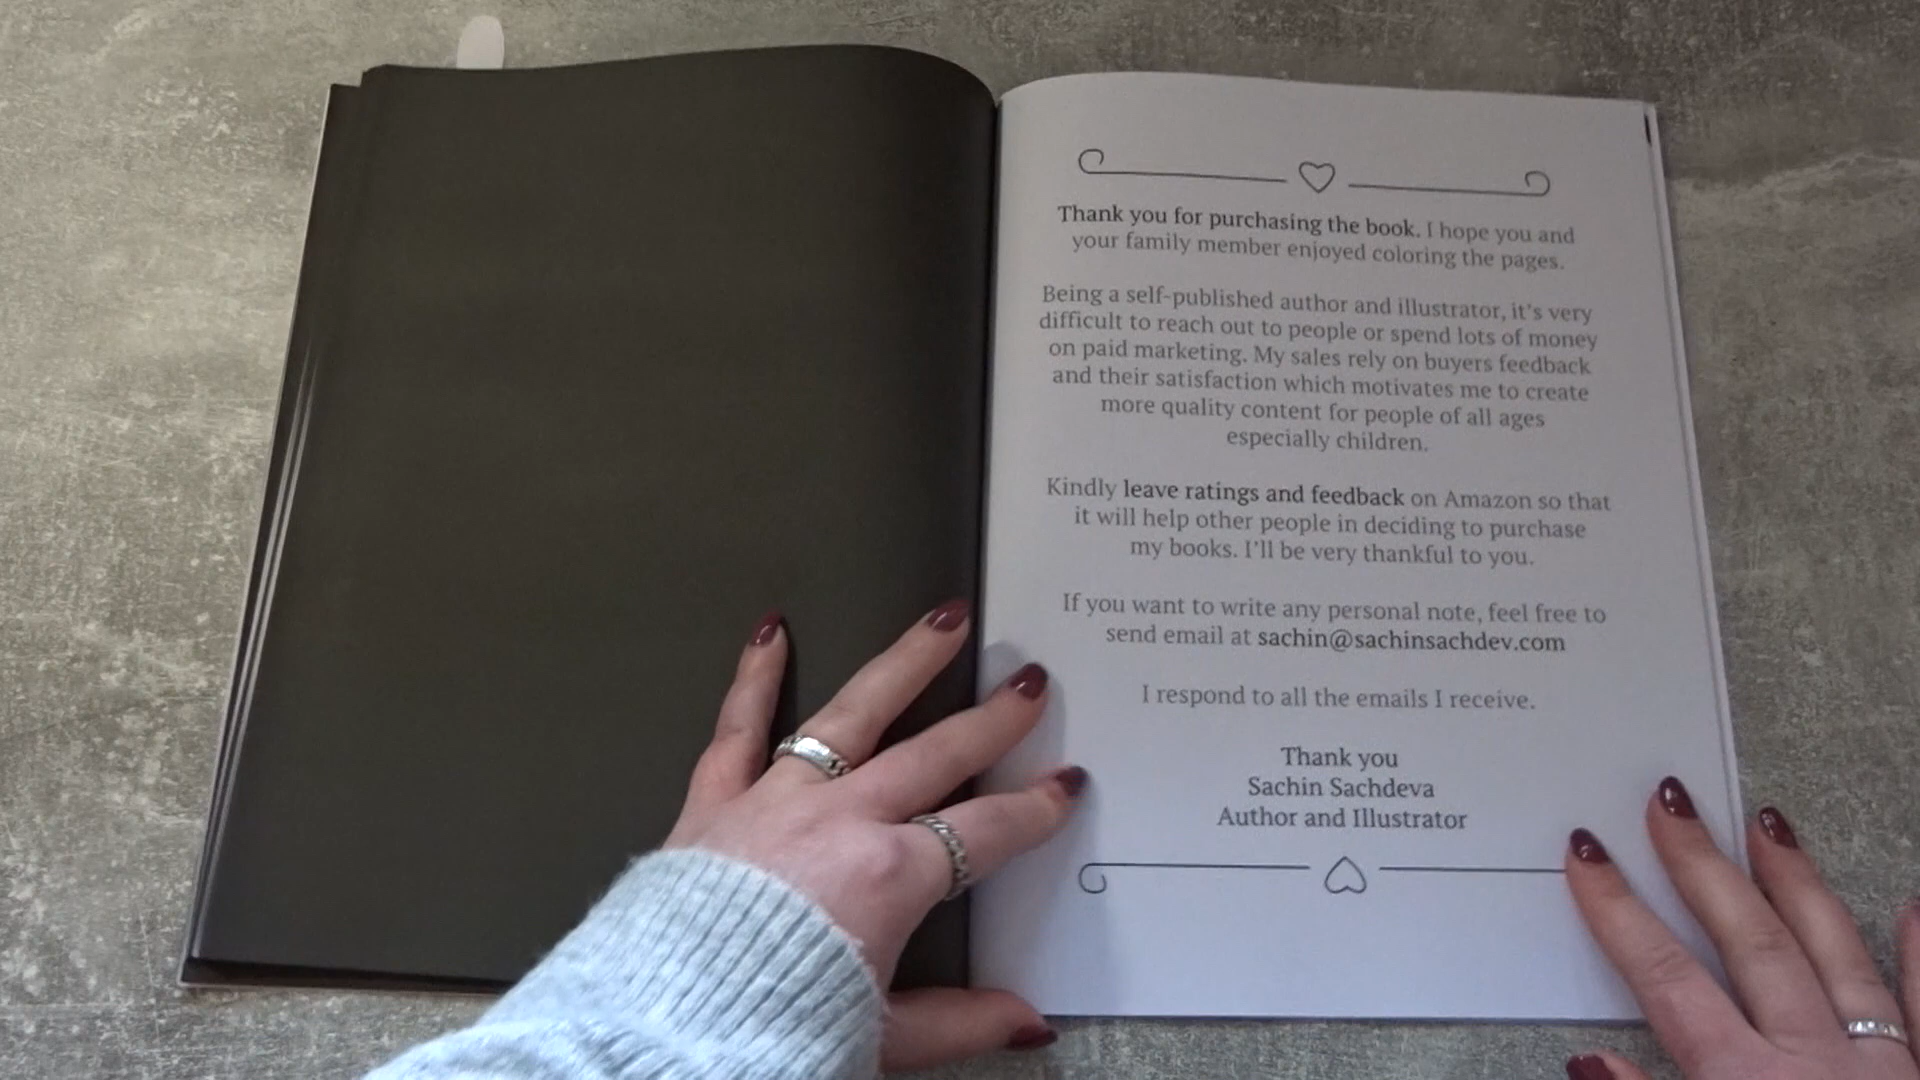 Thank you for purchasing the book. I hope you and
your family member enjoyed coloring the pages.
Being a self-published author and illustrator, it's very
difficult to reach out to people or spend lots of money
on paid marketing. My sales rely on buyers feedback
and their satisfaction which motivates me to create
more quality content for people of all ages
especially children.
Kindly leave ratings and feedback on Amazon so that
it will help other people in deciding to purchase
my books. I'll be very thankful to you.
If you want to write any personal note, feel free to
send email at sachin@sachinsachdev.com
I respond to all the emails I receive.
Thank you
Sachin Sachdeva
Author and Illustrator